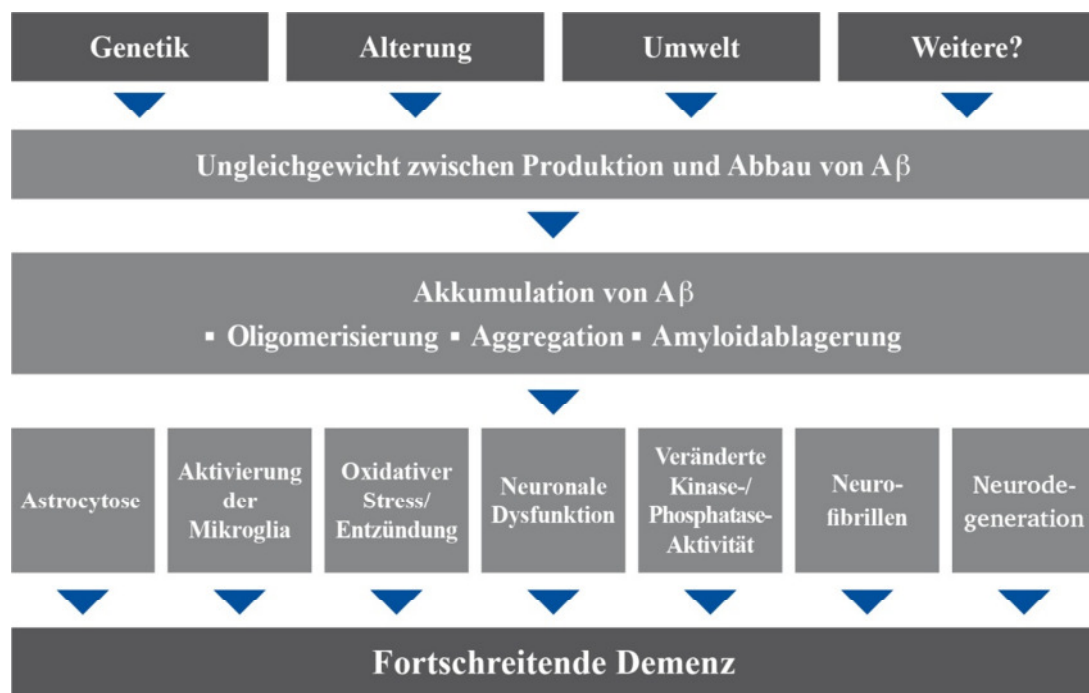 Genetik
Alterung
Umwelt
Weitere?
Ungleichgewicht zwischen Produktion und Abbau von Aβ
Akkumulation von Aβ
▪ Oligomerisierung ▪ Aggregation ▪ Amyloidablagerung
Astrocytose
Aktivierung
der
Mikroglia
Oxidativer
Stress/
Entzündung
Neuronale
Dysfunktion
Veränderte
Kinase-/
Phosphatase-
Aktivität
Neuro-
fibrillen
Neurode-
generation
Fortschreitende Demenz